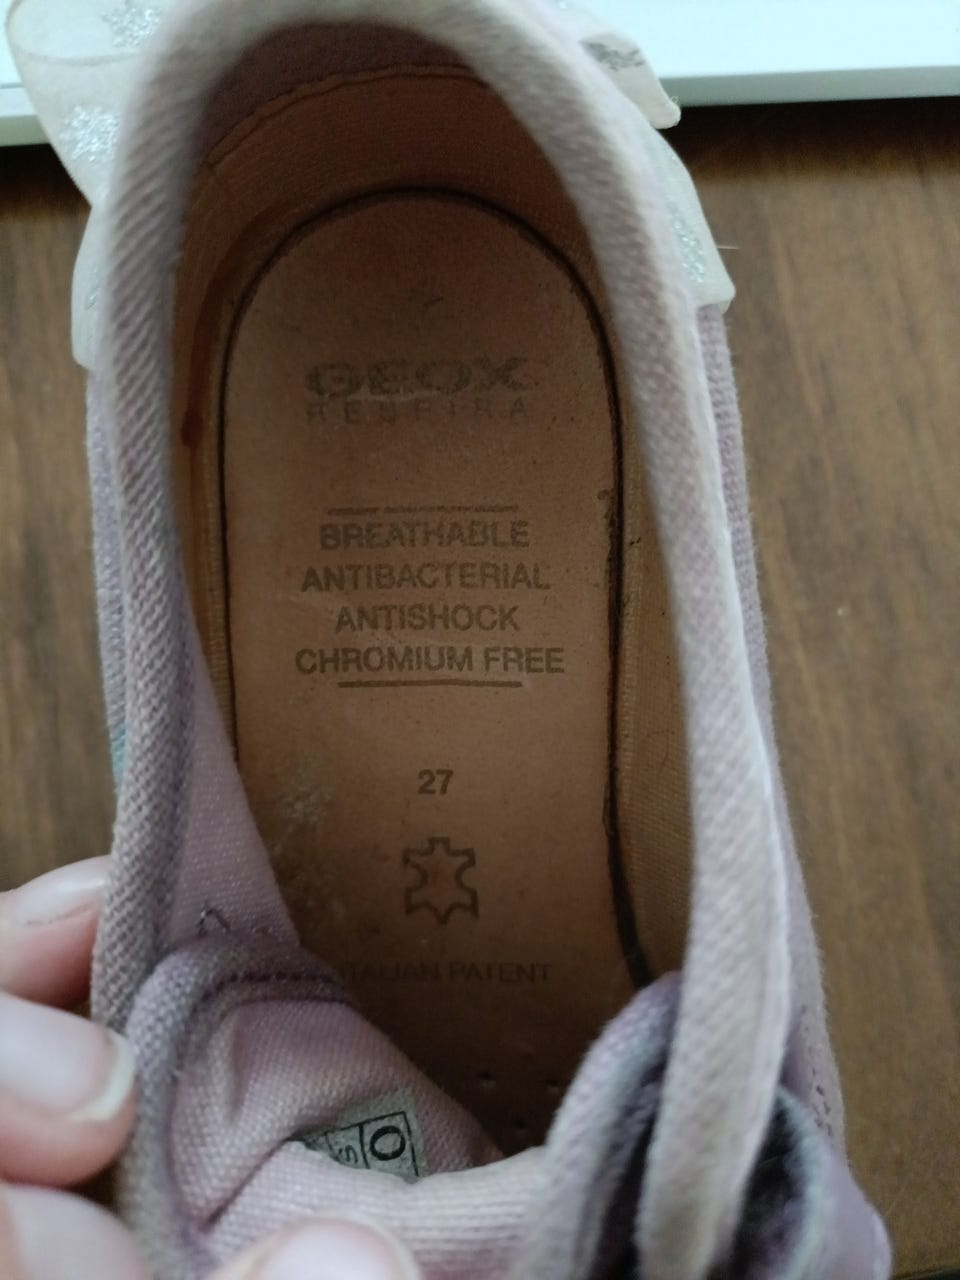 GEOX
RESPIRA
BREATHABLE
ANTIBACTERIAL
ANTISHOCK
CHROMIUM FREE
27
ITALIAN PATENT